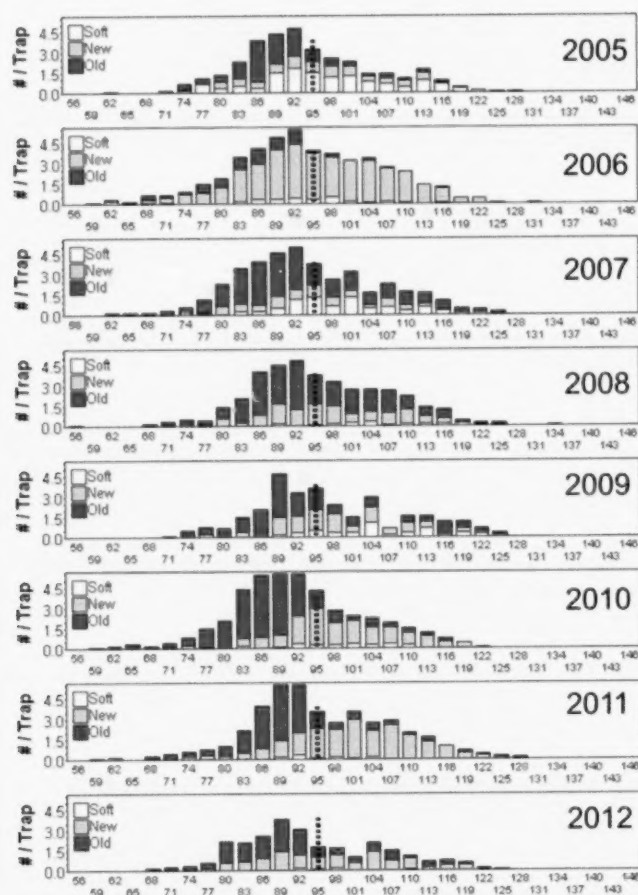 # / Trap
4.5 Soft
3.0 New
1.5 Old
0.0
2005
56 62 68 74 80 86 92 98 104 110 116 122 128 134 140 146
59 65 71 77 83 89 95 101 107 113 119 125 131 137 143
# / Trap
4.5 Soft
3.0 New
1.5 Old
0.0
2006
56 62 68 74 80 86 92 98 104 110 116 122 128 134 140 146
59 65 71 77 83 89 95 101 107 113 119 125 131 137 143
# / Trap
4.5 Soft
3.0 New
1.5 Old
0.0
2007
56 62 68 74 80 86 92 98 104 110 116 122 128 134 140 146
59 65 71 77 83 89 95 101 107 113 119 125 131 137 143
# / Trap
4.5 Soft
3.0 New
1.5 Old
0.0
2008
56 62 68 74 80 86 92 98 104 110 116 122 128 134 140 146
59 65 71 77 83 89 95 101 107 113 119 125 131 137 143
# / Trap
4.5 Soft
3.0 New
1.5 Old
0.0
2009
56 62 68 74 80 86 92 98 104 110 116 122 128 134 140 146
59 65 71 77 83 89 95 101 107 113 119 125 131 137 143
# / Trap
4.5 Soft
3.0 New
1.5 Old
0.0
2010
56 62 68 74 80 86 92 98 104 110 116 122 128 134 140 146
59 65 71 77 83 89 95 101 107 113 119 125 131 137 143
# / Trap
4.5 Soft
3.0 New
1.5 Old
0.0
2011
56 62 68 74 80 86 92 98 104 110 116 122 128 134 140 146
59 65 71 77 83 89 95 101 107 113 119 125 131 137 143
# / Trap
4.5 Soft
3.0 New
1.5 Old
0.0
2012
56 62 68 74 80 86 92 98 104 110 116 122 128 134 140 146
59 65 71 77 83 89 95 101 107 113 119 125 131 137 143